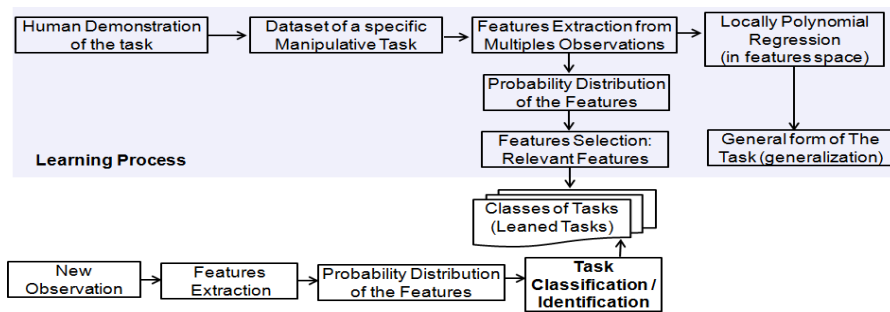 Human Demonstration
of the task
Dataset of a specific
Manipulative Task
Features Extraction from
Multiples Observations
Locally Polynomial
Regression
(in features space)
Probability Distribution
of the Features
Features Selection:
Relevant Features
General form of The
Task (generalization)
Learning Process
Classes of Tasks
(Leaned Tasks)
New
Observation
Features
Extraction
Probability Distribution
of the Features
Task
Classification /
Identification